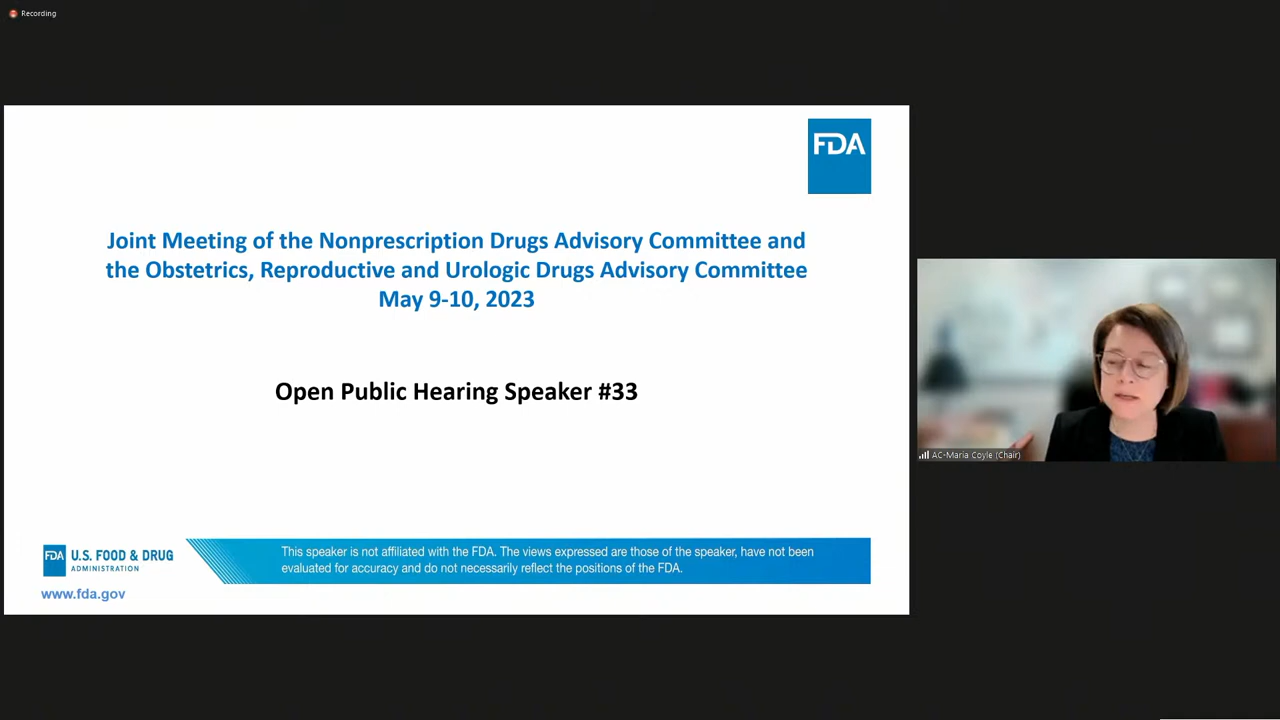 Recording
FDA
Joint Meeting of the Nonprescription Drugs Advisory Committee and
the Obstetrics, Reproductive and Urologic Drugs Advisory Committee
May 9-10, 2023
Open Public Hearing Speaker #33
AC-Maria Coyle (Chair)
FDA U.S. FOOD & DRUG
ADMINISTRATION
This speaker is not affiliated with the FDA. The views expressed are those of the speaker, have not been
evaluated for accuracy and do not necessarily reflect the positions of the FDA.
www.fda.gov